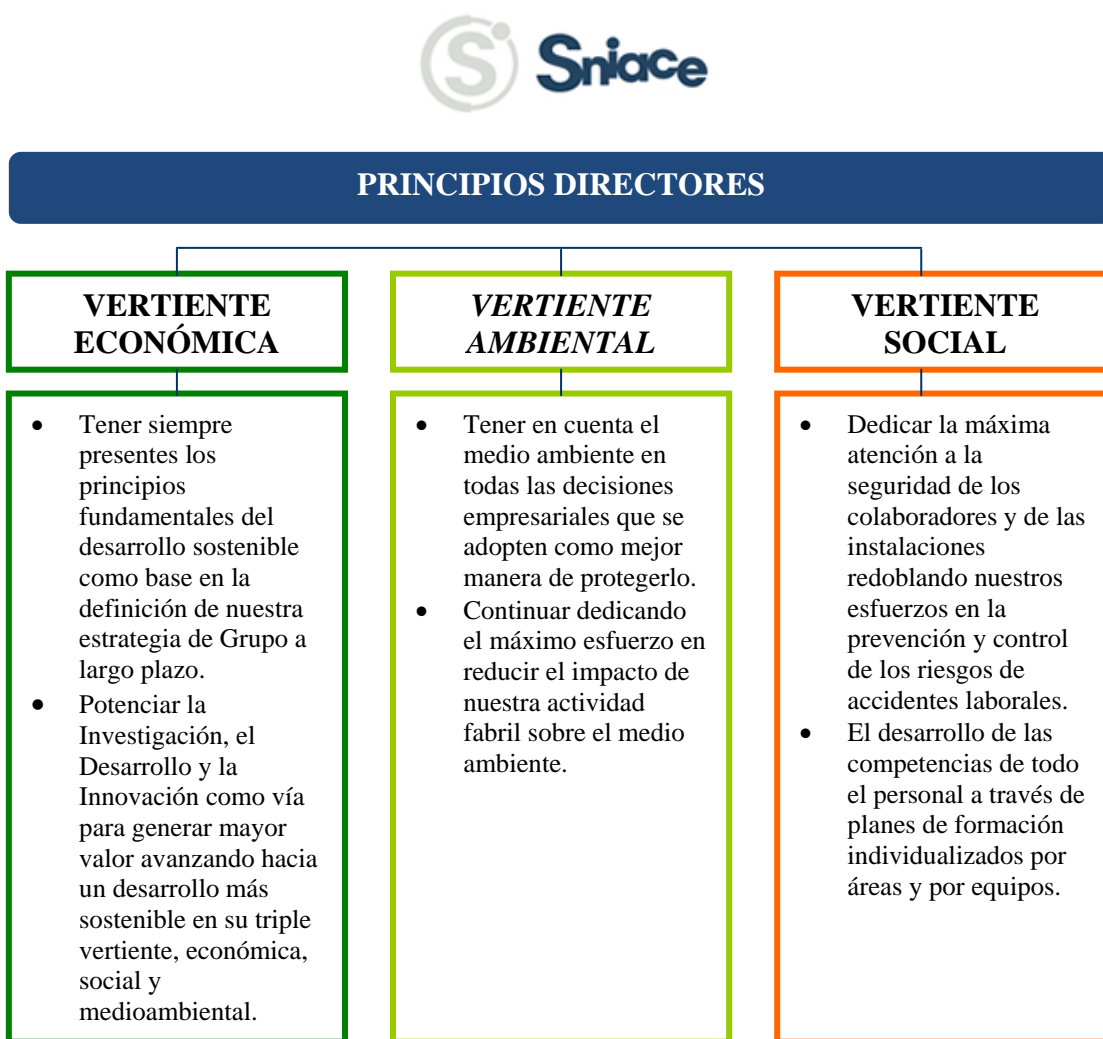 Sniace
PRINCIPIOS DIRECTORES
VERTIENTE
ECONÓMICA
• Tener siempre
presentes los
principios
fundamentales del
desarrollo sostenible
como base en la
definición de nuestra
estrategia de Grupo a
largo plazo.
• Potenciar la
Investigación, el
Desarrollo y la
Innovación como vía
para generar mayor
valor avanzando hacia
un desarrollo más
sostenible en su triple
vertiente, económica,
social y
medioambiental.
VERTIENTE
AMBIENTAL
• Tener en cuenta el
medio ambiente en
todas las decisiones
empresariales que se
adopten como mejor
manera de protegerlo.
• Continuar dedicando
el máximo esfuerzo en
reducir el impacto de
nuestra actividad
fabril sobre el medio
ambiente.
VERTIENTE
SOCIAL
• Dedicar la máxima
atención a la
seguridad de los
colaboradores y de las
instalaciones
redoblando nuestros
esfuerzos en la
prevención y control
de los riesgos de
accidentes laborales.
• El desarrollo de las
competencias de todo
el personal a través de
planes de formación
individualizados por
áreas y por equipos.